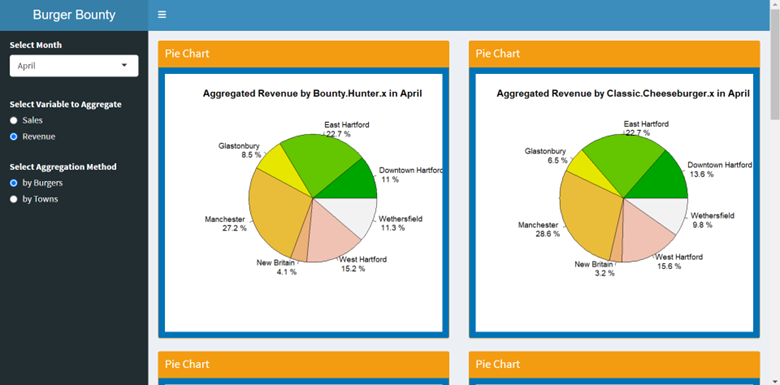 Burger Bounty
Select Month
April
Select Variable to Aggregate
Sales
Revenue
Select Aggregation Method
by Burgers
by Towns
Pie Chart
Aggregated Revenue by Bounty.Hunter.x in April
East Hartford
22.7 %
Glastonbury
8.5 %
Downtown Hartford
11 %
Manchester
27.2 %
Wethersfield
11.3 %
New Britain
4.1 %
West Hartford
15.2 %
Pie Chart
Aggregated Revenue by Classic.Cheeseburger.x in April
East Hartford
22.7 %
Glastonbury
6.5 %
Downtown Hartford
13.6 %
Manchester
28.6 %
Wethersfield
9.8 %
New Britain
3.2 %
West Hartford
15.6 %
Pie Chart
Pie Chart